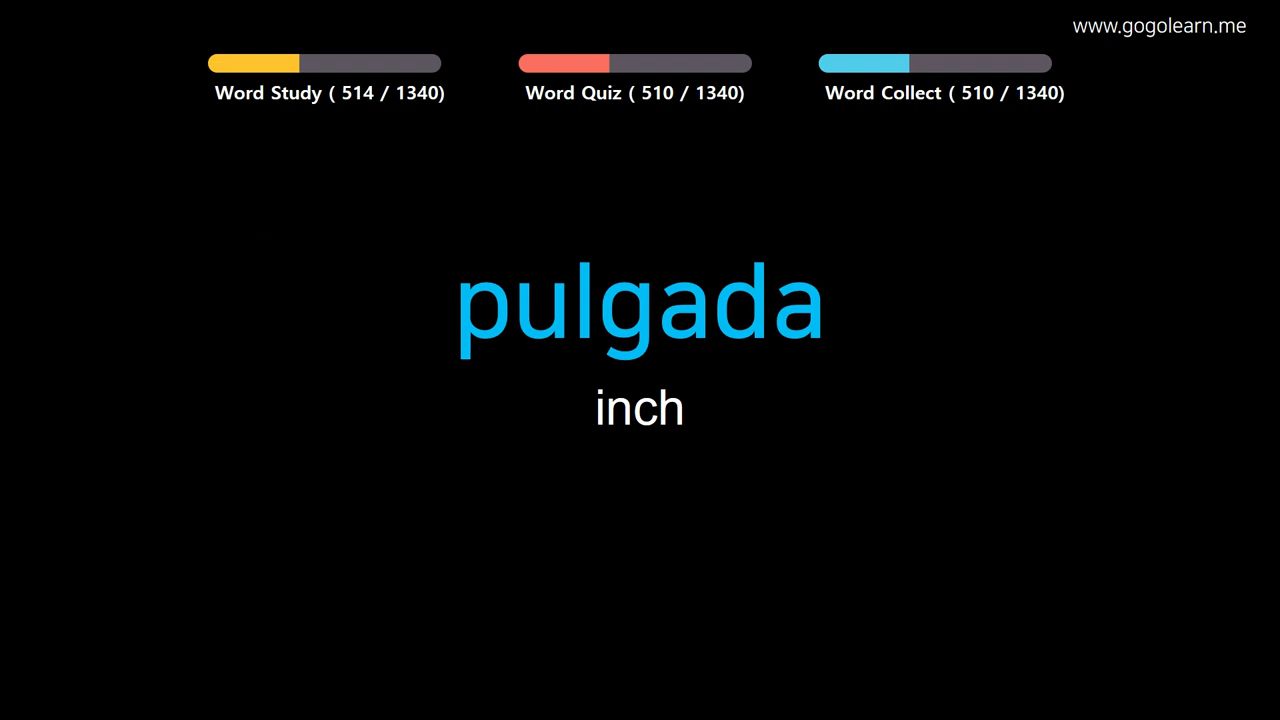 www.gogolearn.me
Word Study ( 514 / 1340)
Word Quiz ( 510 / 1340)
Word Collect ( 510 / 1340)
pulgada
inch